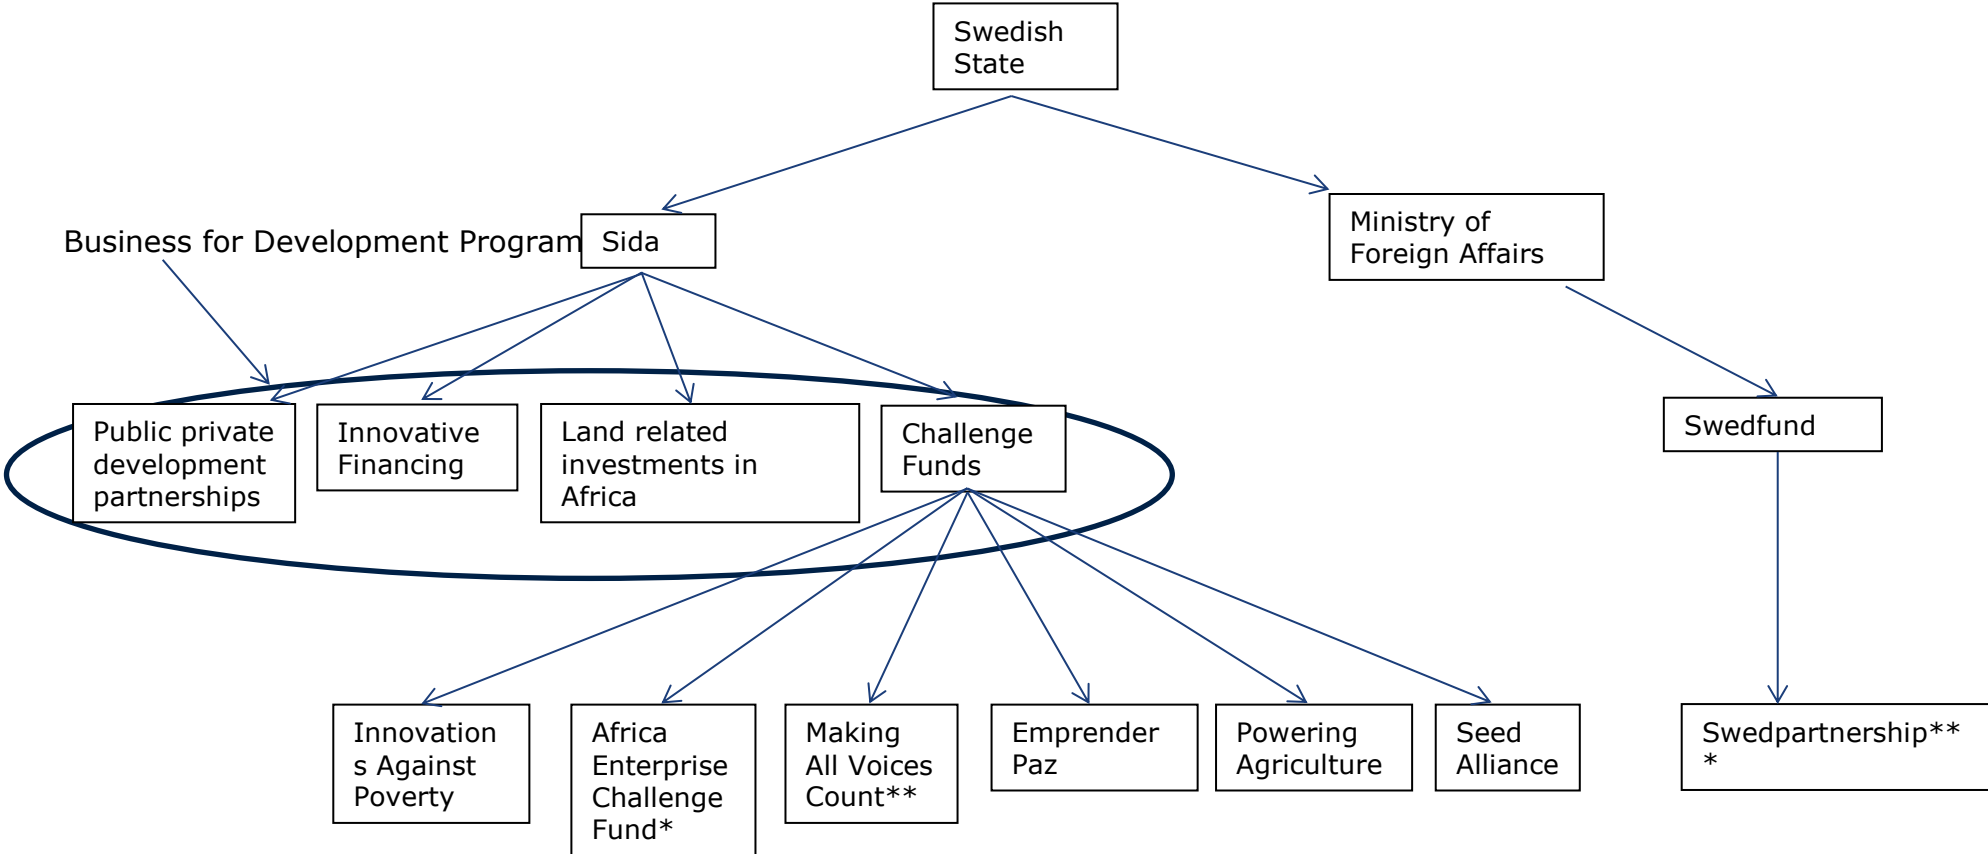 Swedish
State
Business for Development Program
Sida
Ministry of
Foreign Affairs
Public private
development
partnerships
Innovative
Financing
Land related
investments in
Africa
Challenge
Funds
Swedfund
Innovation
s Against
Poverty
Africa
Enterprise
Challenge
Fund*
Making
All Voices
Count**
Emprender
Paz
Powering
Agriculture
Seed
Alliance
Swedpartnership**
*